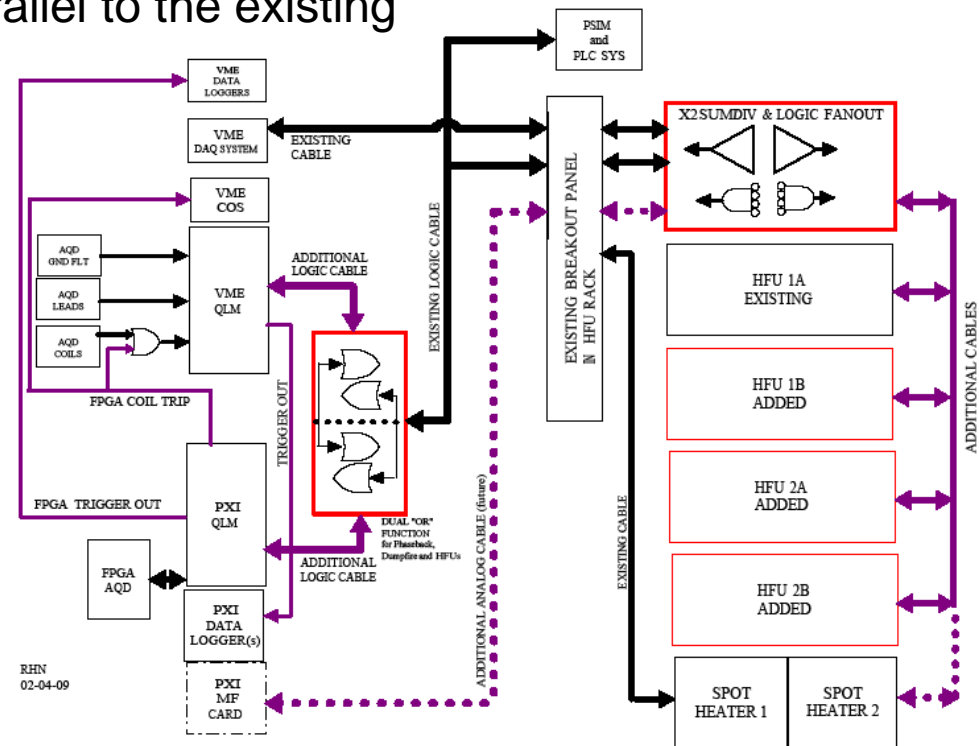 rallel to the existing
PSIM
and
PLC SYS
VME
DATA
LOGGERS
VME
DAQ SYSTEM
EXISTING
CABLE
VME
COS
AQD
GND FLT
AQD
LEADS
AQD
COILS
VME
QLM
ADDITIONAL
LOGIC CABLE
EXISTING LOGIC CABLE
FPGA COIL TRIP
TRIGGER OUT
FPGA TRIGGER OUT
PXI
QLM
DUAL "OR"
FUNCTION
for Phaseback,
Dumpfire and HFUs
ADDITIONAL
LOGIC CABLE
FPGA
AQD
PXI
DATA
LOGGER(s)
PXI
MF
CARD
RHN
02-04-09
ADDITIONAL ANALOG CABLE (future)
EXISTING BREAKOUT PANEL
IN HFU RACK
EXISTING CABLE
X2 SUMDIV & LOGIC FANOUT
HFU 1A
EXISTING
HFU 1B
ADDED
HFU 2A
ADDED
HFU 2B
ADDED
SPOT
HEATER 1
SPOT
HEATER 2
ADDITIONAL CABLES